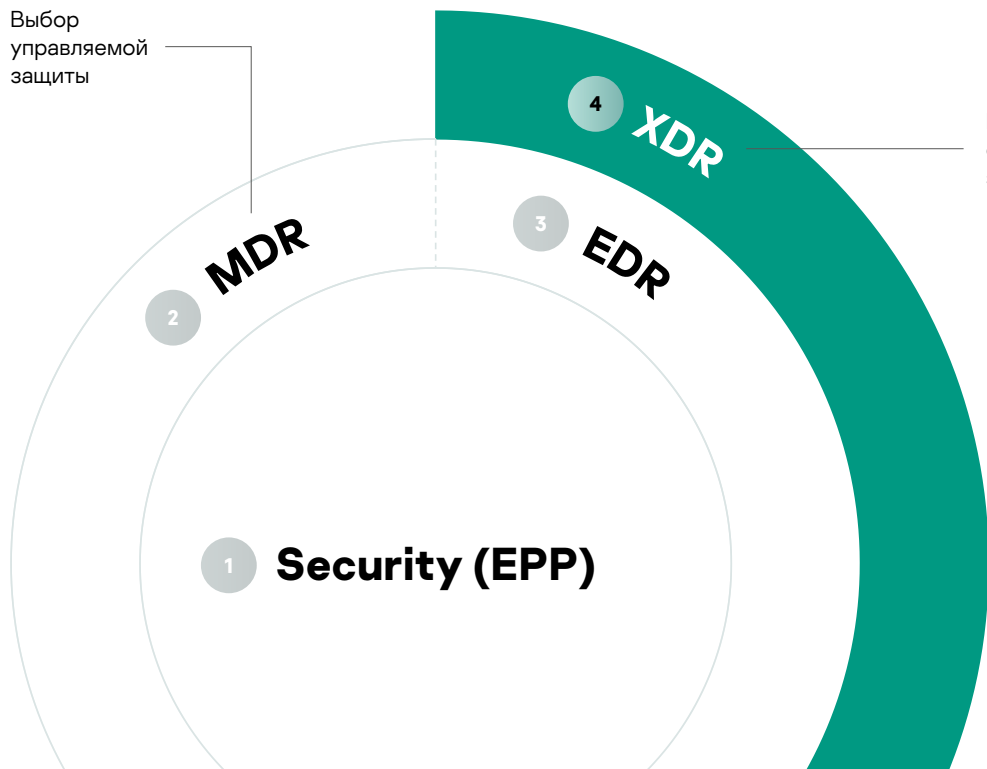 Выбор
управляемой
защиты
4 XDR
3 EDR
MDR
2
1 Security (EPP)